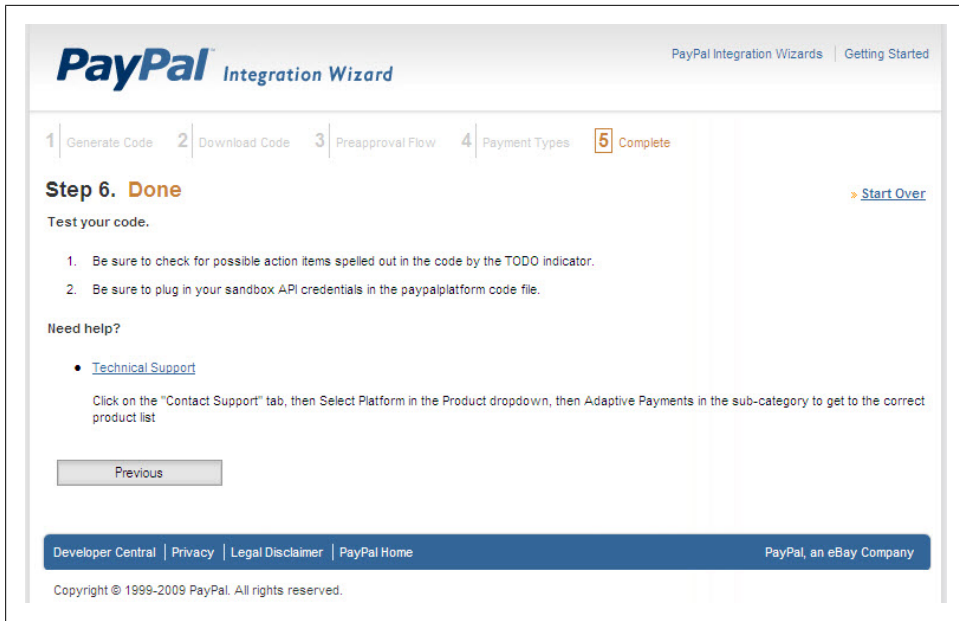 PayPal™ Integration Wizard
PayPal Integration Wizards | Getting Started
1 Generate Code 2 Download Code 3 Preapproval Flow 4 Payment Types 5 Complete
Step 6. Done
» Start Over
Test your code.
1. Be sure to check for possible action items spelled out in the code by the TODO indicator.
2. Be sure to plug in your sandbox API credentials in the paypalplatform code file.
Need help?
• Technical Support
Click on the "Contact Support" tab, then Select Platform in the Product dropdown, then Adaptive Payments in the sub-category to get to the correct
product list
Previous
Developer Central | Privacy | Legal Disclaimer | PayPal Home
PayPal, an eBay Company
Copyright © 1999-2009 PayPal. All rights reserved.